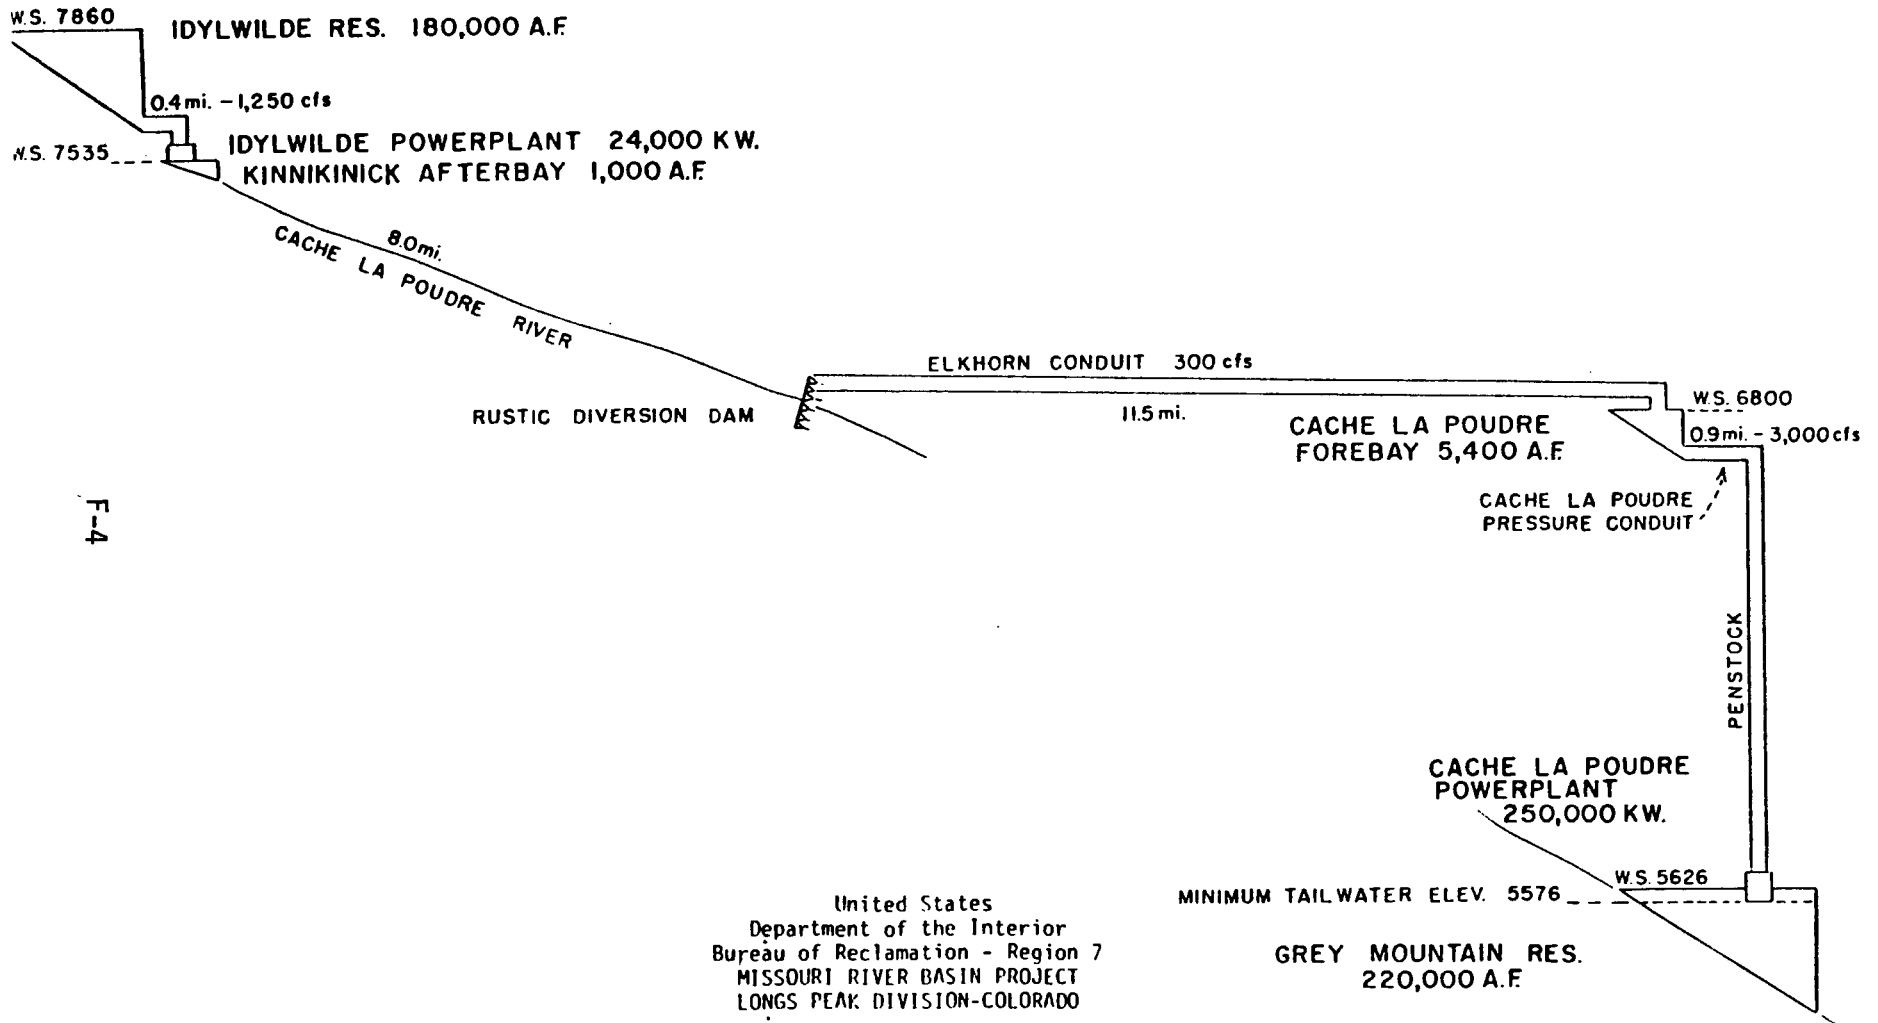 W.S. 7860
IDYLWILDE RES. 180,000 A.F.
0.4 mi. - 1,250 cfs
IDYLWILDE POWERPLANT 24,000 KW.
W.S. 7535
KINNIKINICK AFTERBAY 1,000 A.F.
8.0 mi.
CACHE LA POUDRE RIVER
ELKHORN CONDUIT 300 cfs
RUSTIC DIVERSION DAM
11.5 mi.
W.S. 6800
CACHE LA POUDRE
FOREBAY 5,400 A.F.
0.9 mi. - 3,000 cfs
CACHE LA POUDRE
PRESSURE CONDUIT
F-4
PENSTOCK
CACHE LA POUDRE
POWERPLANT
250,000 KW.
W.S. 5626
MINIMUM TAILWATER ELEV. 5576
GREY MOUNTAIN RES.
220,000 A.F.
United States
Department of the Interior
Bureau of Reclamation - Region 7
MISSOURI RIVER BASIN PROJECT
LONGS PEAK DIVISION-COLORADO